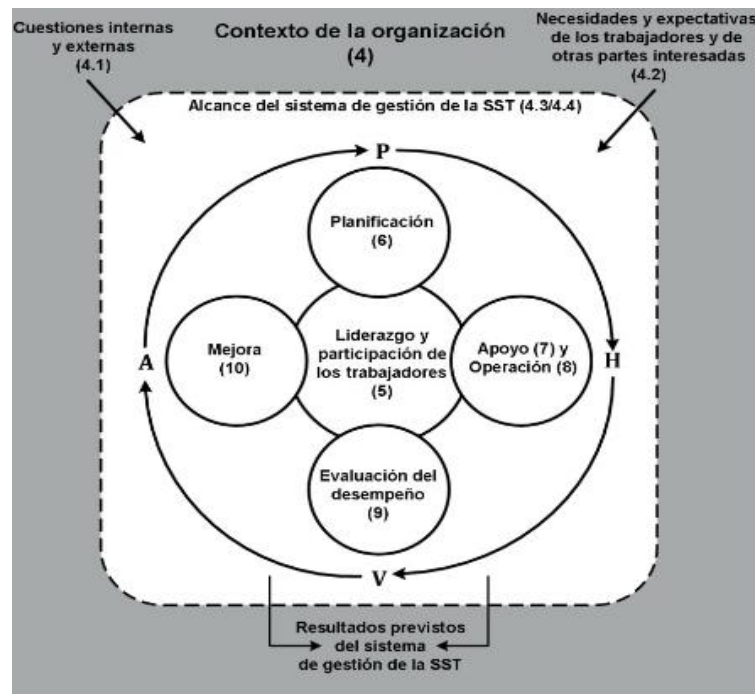 Cuestiones internas
y externas
(4.1)
Contexto de la organización
(4)
Necesidades y expectativas
de los trabajadores y de
otras partes interesadas
(4.2)
Alcance del sistema de gestión de la SST (4.3/4.4)
P
Planificación
(6)
A
Mejora
(10)
Liderazgo y
participación de
los trabajadores
(5)
Apoyo (7) y
Operación (8)
H
Evaluación del
desempeño
(9)
V
Resultados previstos
del sistema
de gestión de la SST